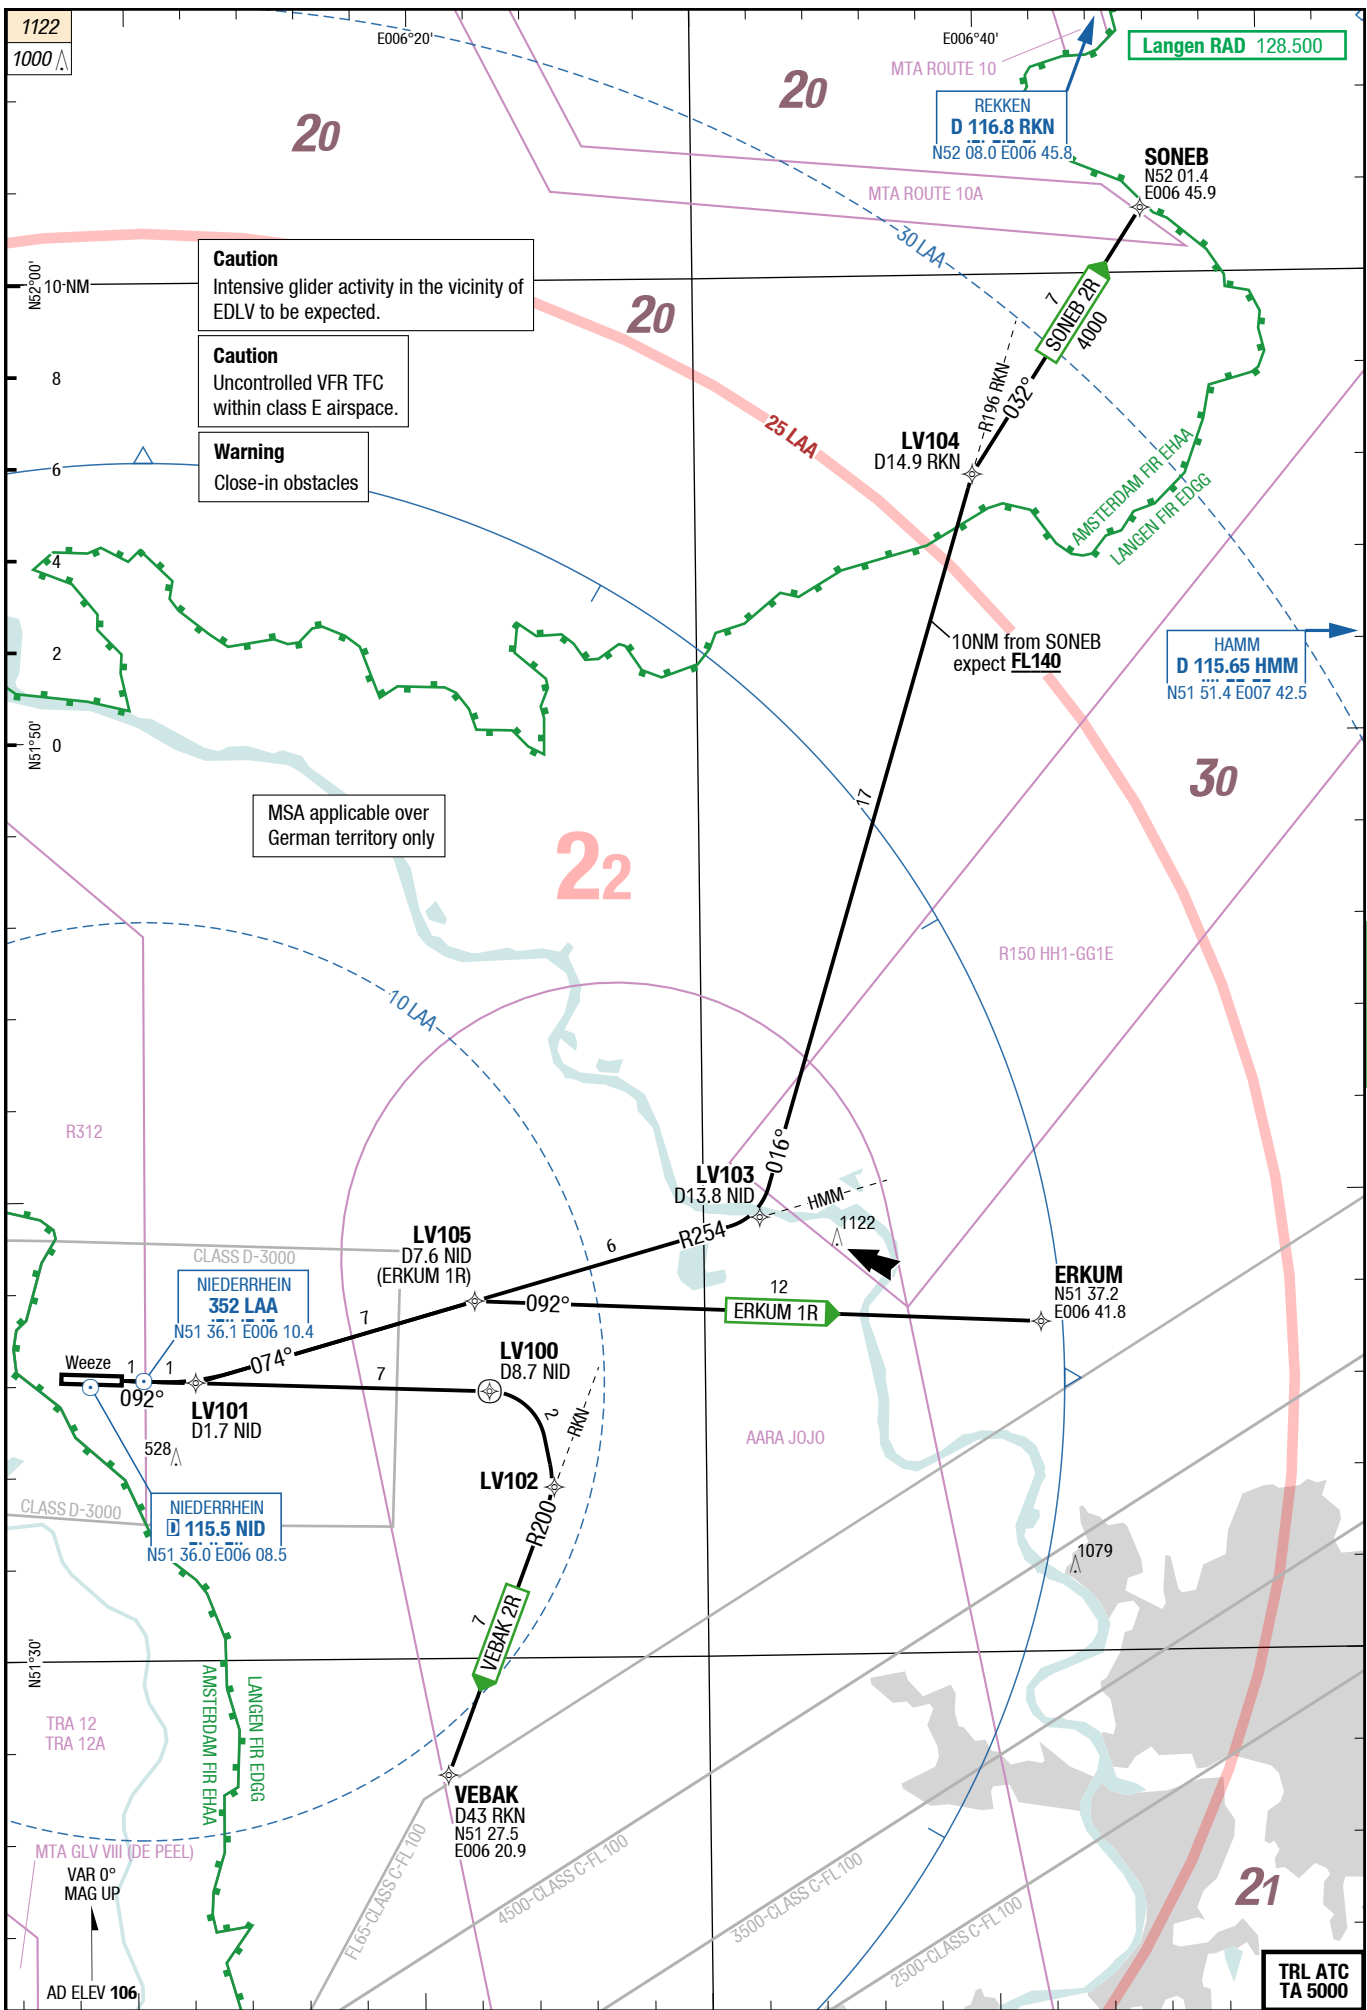 1122
1000
E006°20'
E006°40'
Langen RAD 128.500
MTA ROUTE 10
20
20
REKKEN
D 116.8 RKN
N52 08.0 E006 45.8
SONEB
N52 01.4
E006 45.9
MTA ROUTE 10A
30 LAA
Caution
Intensive glider activity in the vicinity of
EDLV to be expected.
N52°00'
10 NM
20
7
SONEB 2R
4000
Caution
Uncontrolled VFR TFC
within class E airspace.
8
R196 RKN
032°
25 LAA
Warning
Close-in obstacles
6
LV104
D14.9 RKN
AMSTERDAM FIR EHAA
LANGEN FIR EDGG
4
2
10NM from SONEB
expect FL140
HAMM
D 115.65 HMM
N51 51.4 E007 42.5
N51°50'
0
30
17
MSA applicable over
German territory only
22
R150 HH1-GG1E
10 LAA
R312
016°
LV103
D13.8 NID
HMM
1122
R254
6
LV105
D7.6 NID
(ERKUM 1R)
CLASS D-3000
NIEDERRHEIN
352 LAA
N51 36.1 E006 10.4
12
ERKUM 1R
ERKUM
N51 37.2
E006 41.8
092°
7
074°
Weeze
1
1
092°
7
LV100
D8.7 NID
2
RKN
LV101
D1.7 NID
528
AARA JOJO
LV102
R200
CLASS D-3000
NIEDERRHEIN
D 115.5 NID
N51 36.0 E006 08.5
1079
7
VEBAK 2R
N51°30'
AMSTERDAM FIR EHAA
LANGEN FIR EDGG
TRA 12
TRA 12A
VEBAK
D43 RKN
N51 27.5
E006 20.9
MTA GLV VIII (DE PEEL)
VAR 0°
MAG UP
FL65-CLASS C-FL100
4500-CLASS C-FL100
3500-CLASS C-FL100
2500-CLASS C-FL100
21
AD ELEV 106
TRL ATC
TA 5000